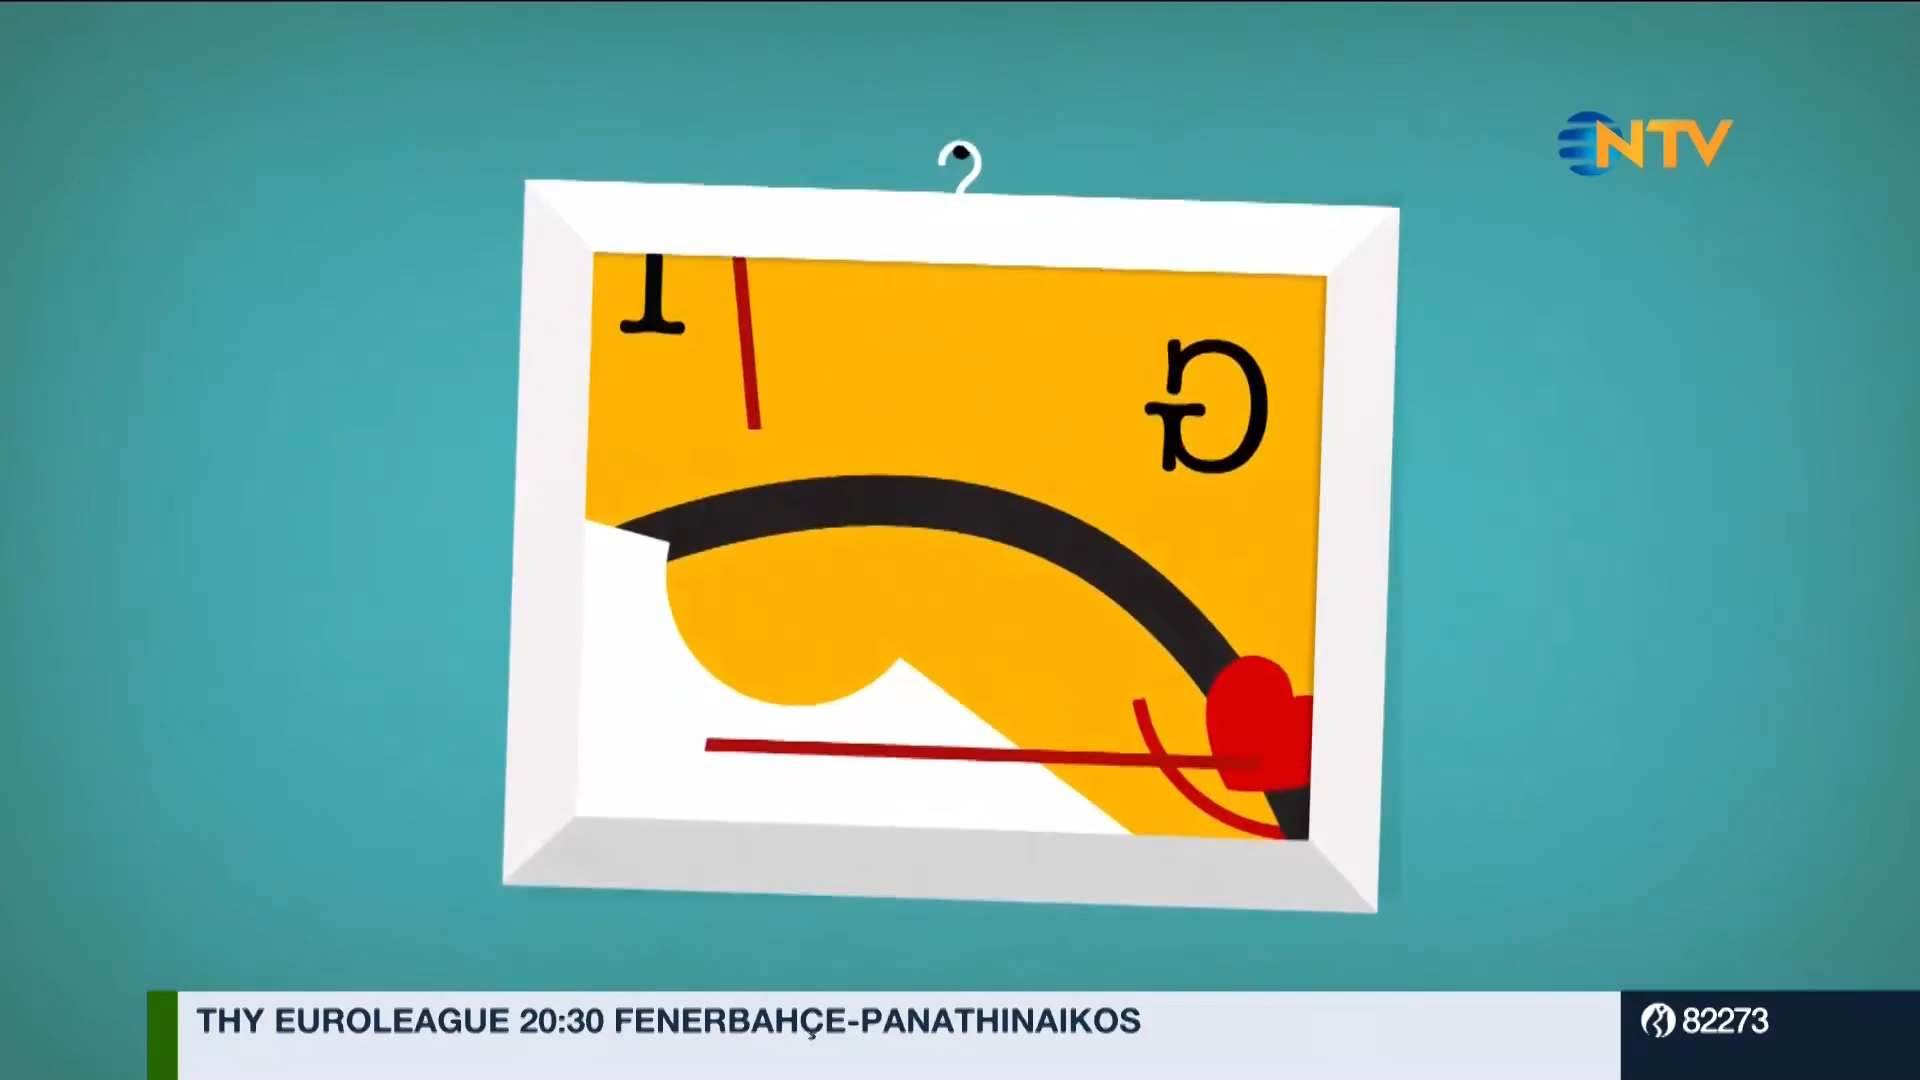 NTV
I
G
THY EUROLEAGUE 20:30 FENERBAHÇE-PANATHINAIKOS
82273